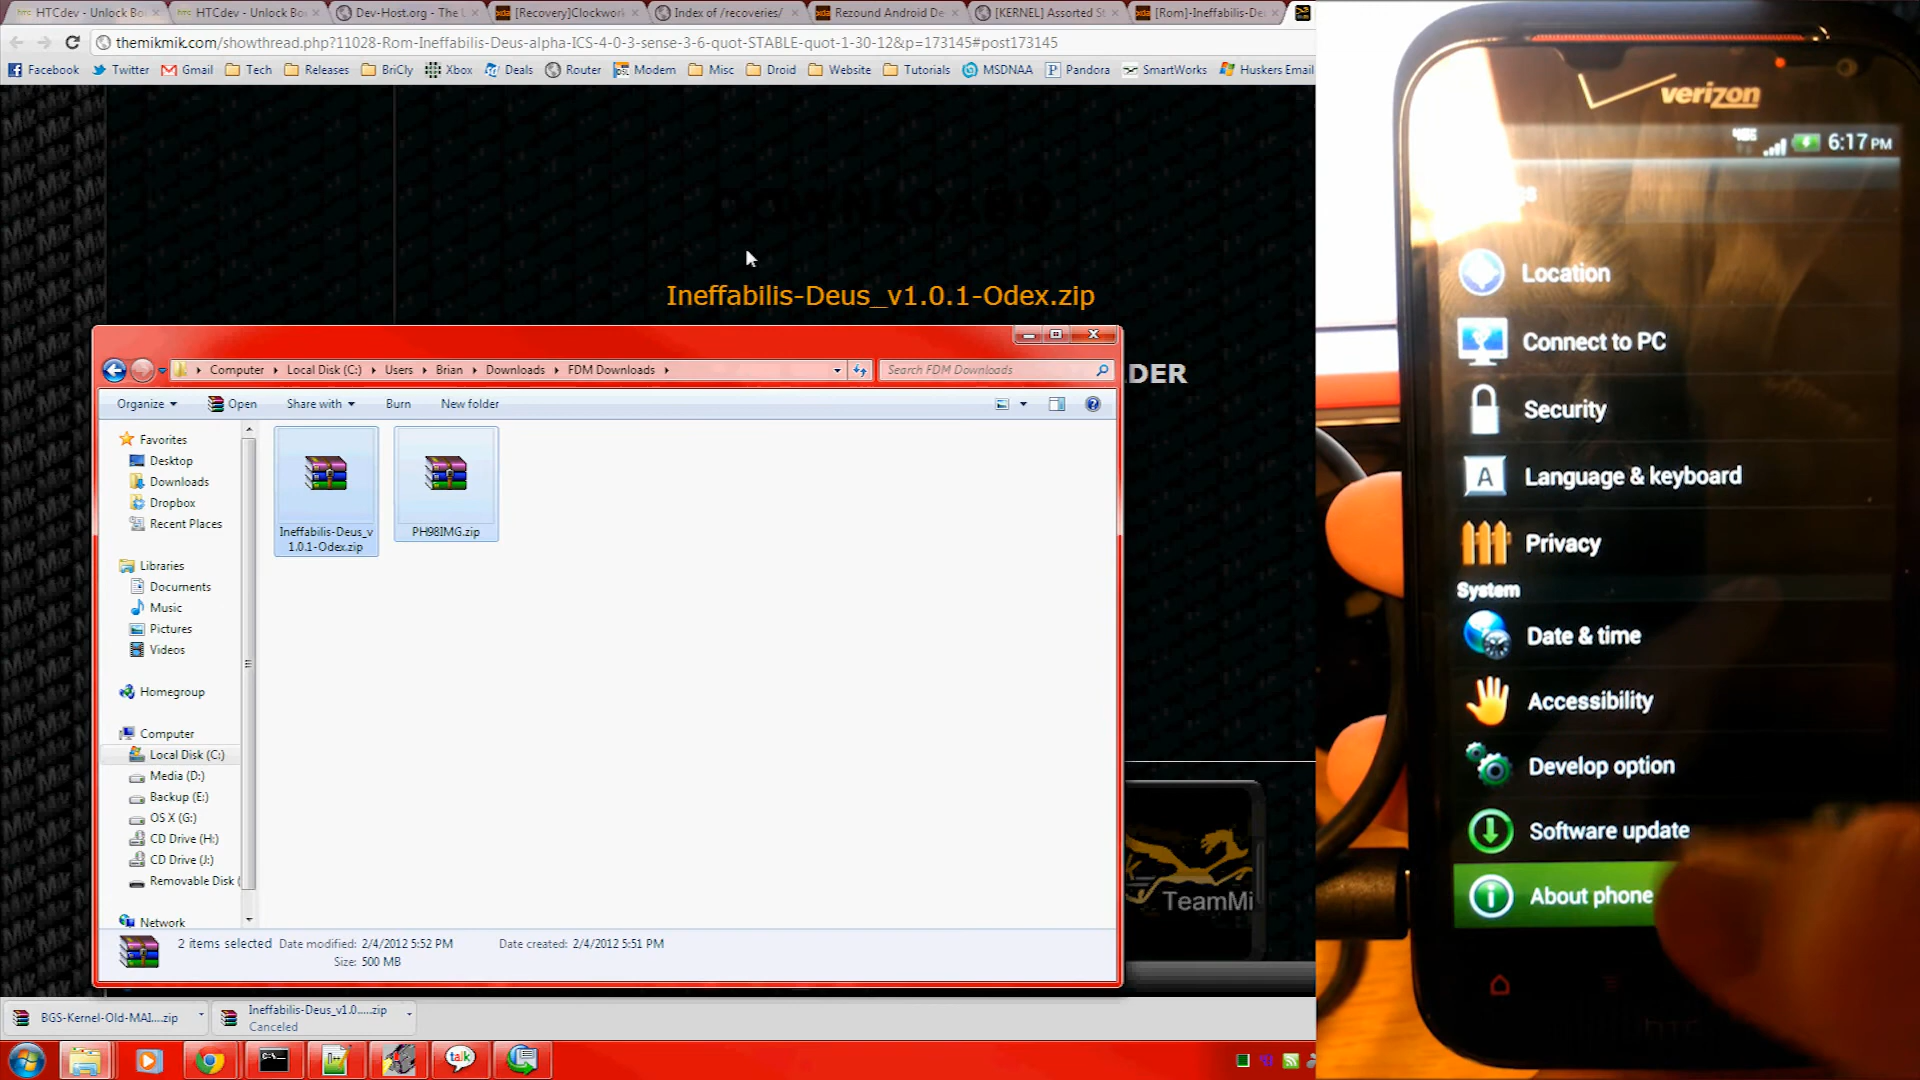 HTCdev - Unlock Bo
HTCdev - Unlock Bo
Dev-Host.org - The L
[Recovery]Clockwork
Index of /recoveries/
Rezound Android De
[KERNEL] Assorted St
[Rom]-Ineffabilis-De
themikmik.com/showthread.php?11028-Rom-Ineffabilis-Deus-alpha-ICS-4-0-3-sense-3-6-quot-STABLE-quot-1-30-12&p=173145#post173145
Facebook
Twitter
Gmail
Tech
Releases
BriCly
Xbox
Deals
Router
Modem
Misc
Droid
Website
Tutorials
MSDNAA
Pandora
SmartWorks
Huskers Email
DOWNLOADS
Ineffabilis-Deus_v1.0.1-Odex.zip
DER
Computer
Local Disk (C:)
Users
Brian
Downloads
FDM Downloads
Search FDM Downloads
Organize
Open
Share with
Burn
New folder
Favorites
Desktop
Downloads
Dropbox
Recent Places
Libraries
Documents
Music
Pictures
Videos
Homegroup
Computer
Local Disk (C:)
Media (D:)
Backup (E:)
OS X (G:)
CD Drive (H:)
CD Drive (J:)
Removable Disk (
Network
Ineffabilis-Deus_v
1.0.1-Odex.zip
PH98IMG.zip
2 items selected
Date modified: 2/4/2012 5:52 PM
Date created: 2/4/2012 5:51 PM
Size: 500 MB
TeamMi
BGS-Kernel-Old-MAI....zip
Ineffabilis-Deus_v1.0.....zip
Canceled
C:\_
talk
verizon
4G
6:17 PM
Location
Connect to PC
Security
A
Language & keyboard
Privacy
System
Date & time
Accessibility
Develop option
Software update
About phone
hTC